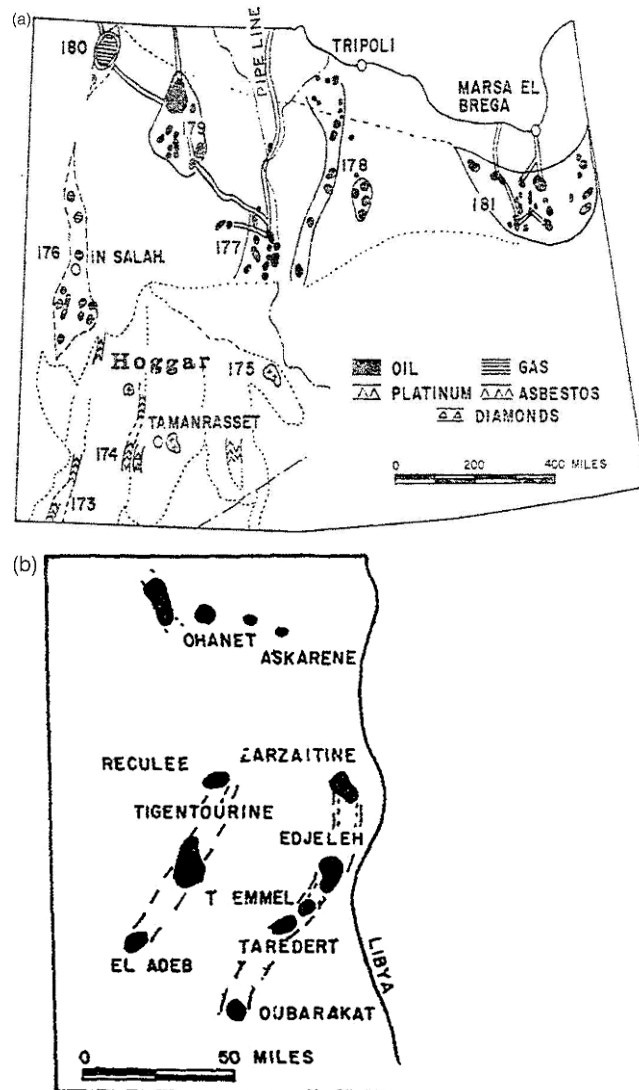 (a)
180
PIPE LINE
TRIPOLI
MARSA EL
BREGA
179
178
181
177
176
IN SALAH.
Hoggar
175
OIL
GAS
PLATINUM
ASBESTOS
DIAMONDS
TAMANRASSET
174
173
0 200 400 MILES
(b)
OHANET
ASKARENE
RECULEE
ZARZAITINE
TIGENTOURINE
EDJELEH
T EMMEL
TAREDERT
EL ADEB
LIBYA
OUBARAKAT
0 50 MILES